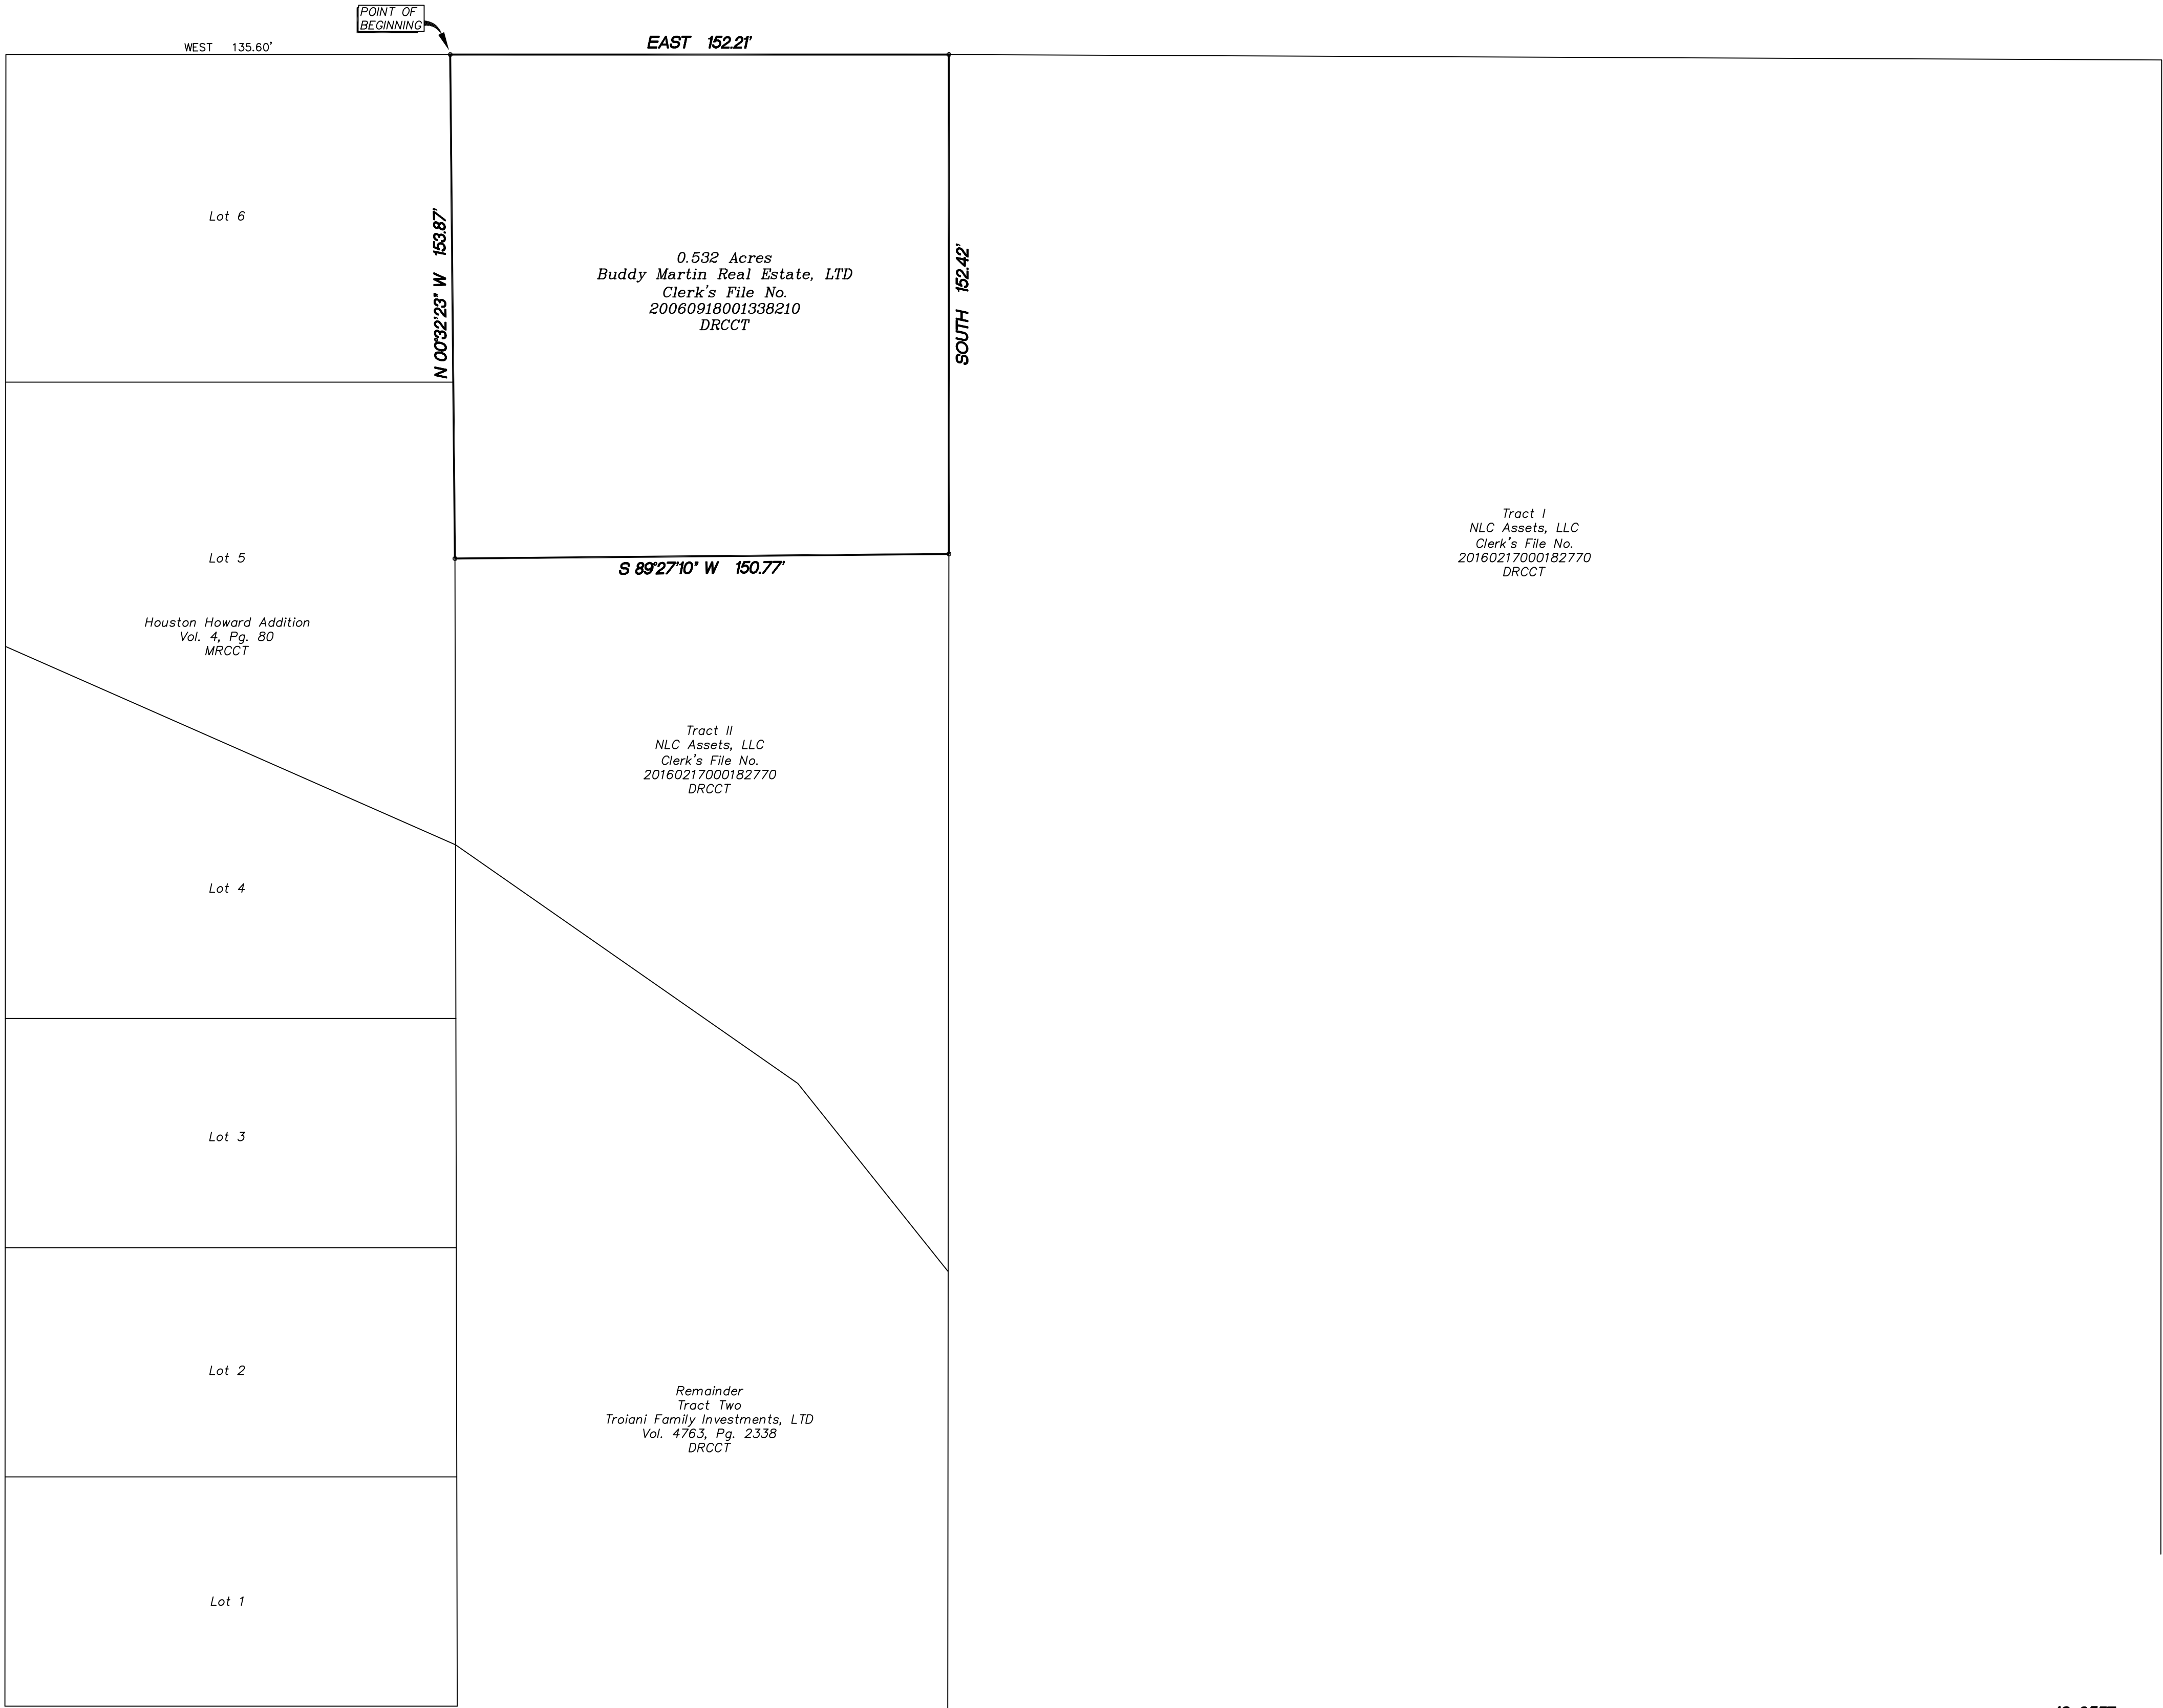 POINT OF
BEGINNING
WEST 135.60'
EAST 152.21'
Lot 6
N 00°32'23" W 153.87'
0.532 Acres
Buddy Martin Real Estate, LTD
Clerk's File No.
20060918001338210
DRCCT
SOUTH 152.42'
S 89°27'10" W 150.77'
Lot 5
Houston Howard Addition
Vol. 4, Pg. 80
MRCCT
Tract I
NLC Assets, LLC
Clerk's File No.
20160217000182770
DRCCT
Tract II
NLC Assets, LLC
Clerk's File No.
20160217000182770
DRCCT
Lot 4
Lot 3
Lot 2
Remainder
Tract Two
Troiani Family Investments, LTD
Vol. 4763, Pg. 2338
DRCCT
Lot 1